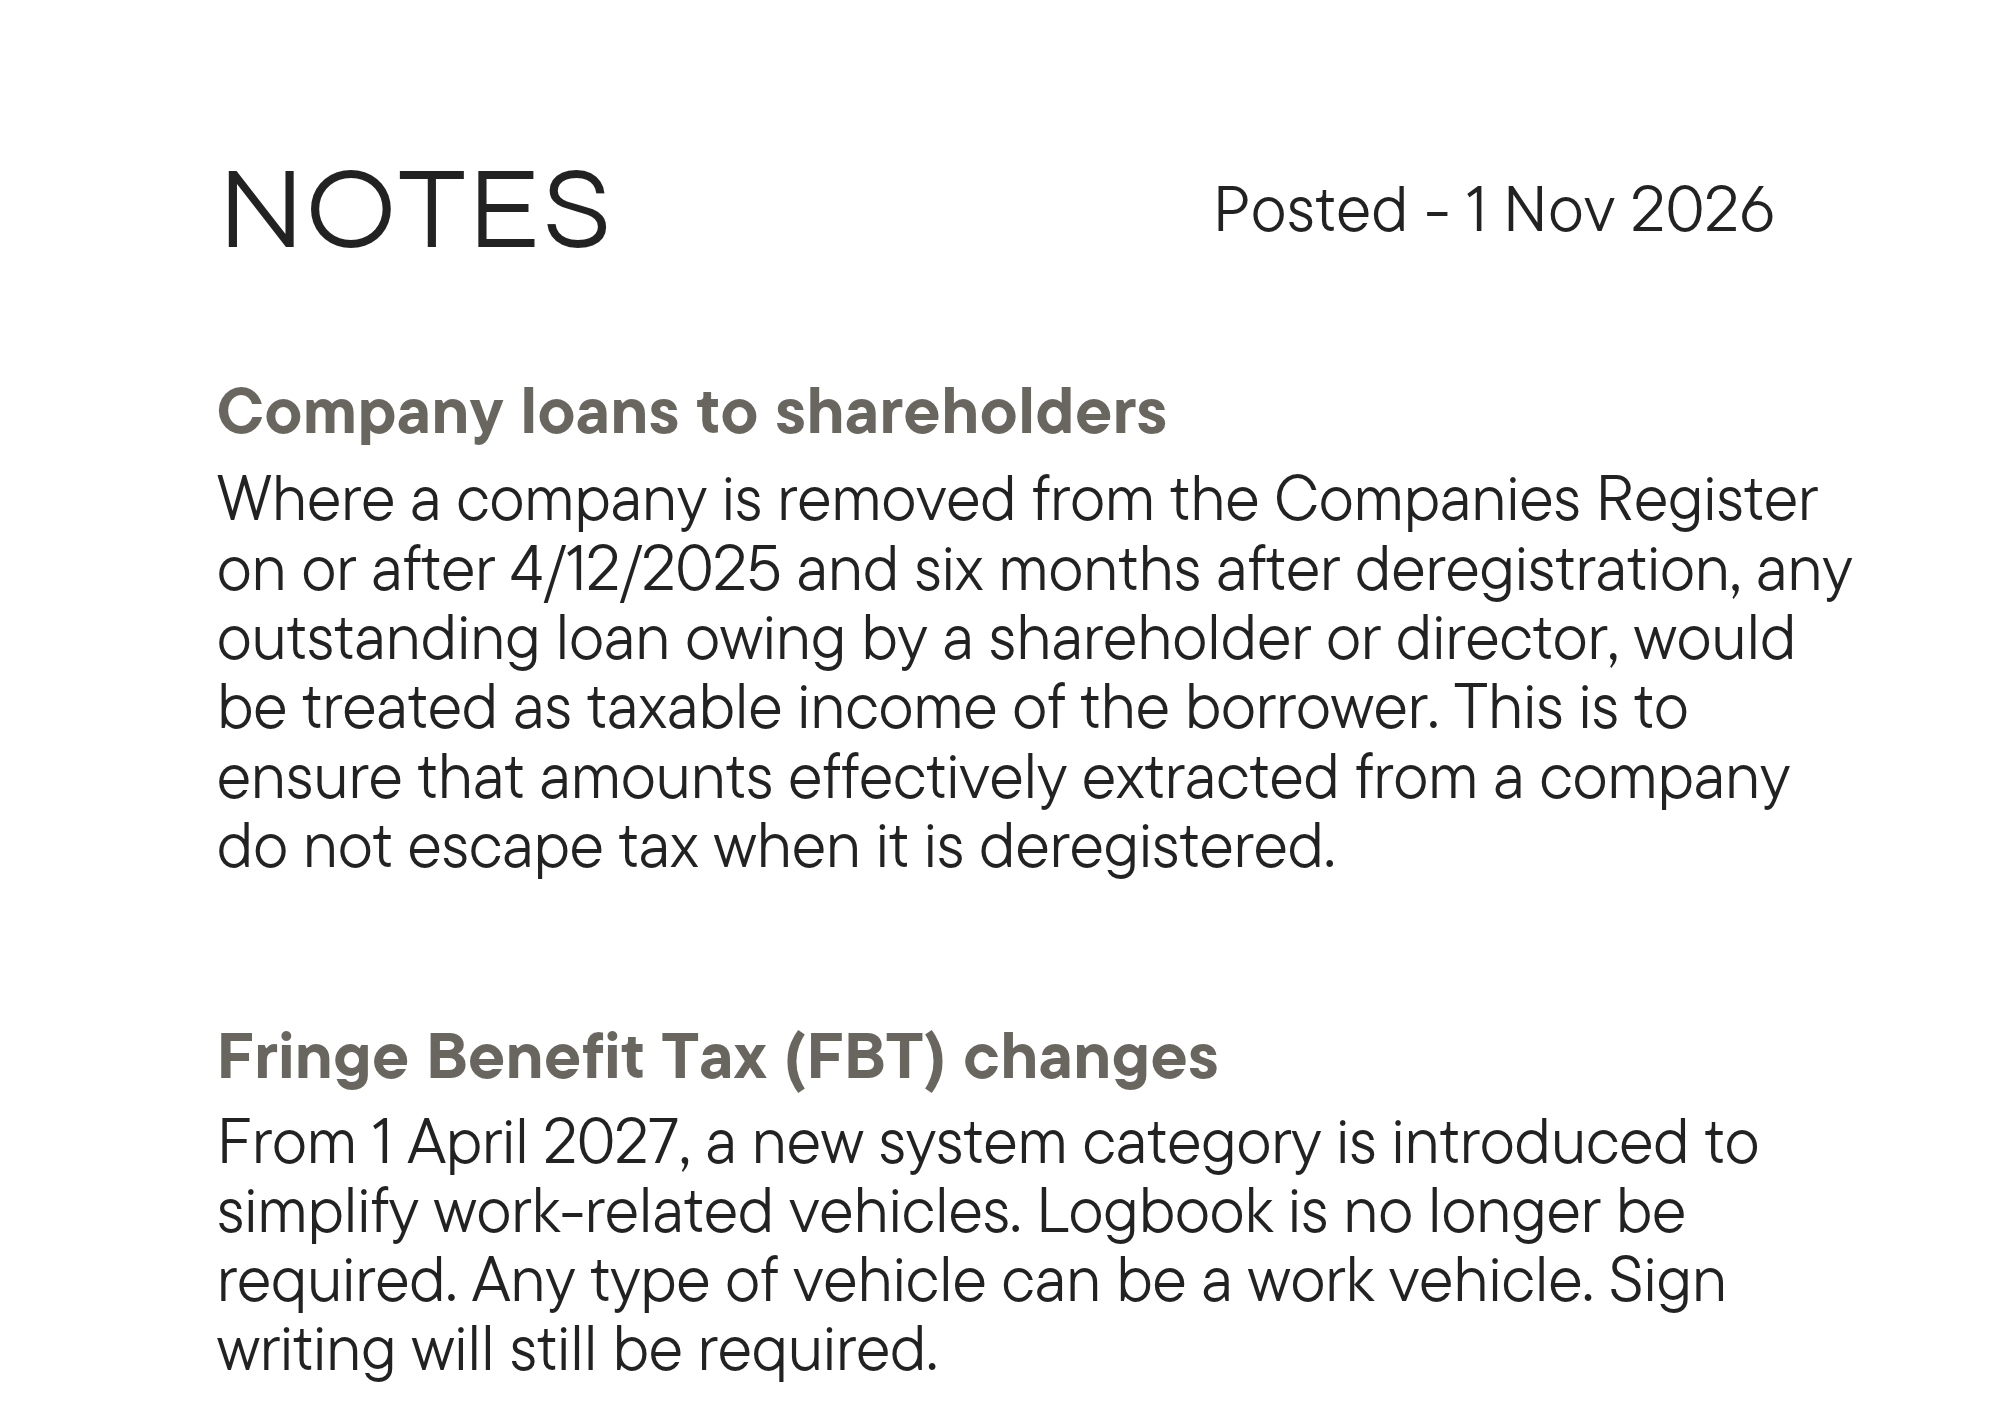 NOTES
Posted - 1 Nov 2026
Company loans to shareholders
Where a company is removed from the Companies Register
on or after 4/12/2025 and six months after deregistration, any
outstanding loan owing by a shareholder or director, would
be treated as taxable income of the borrower. This is to
ensure that amounts effectively extracted from a company
do not escape tax when it is deregistered.
Fringe Benefit Tax (FBT) changes
From 1 April 2027, a new system category is introduced to
simplify work-related vehicles. Logbook is no longer be
required. Any type of vehicle can be a work vehicle. Sign
writing will still be required.